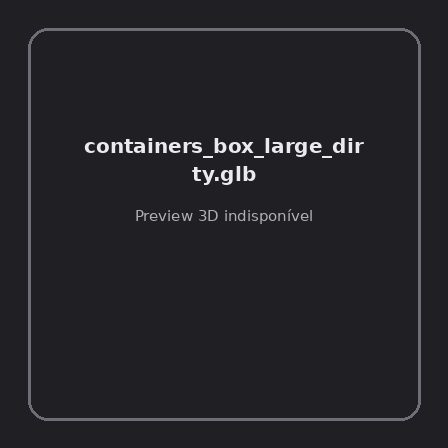 containers_box_large_dir
ty.glb
Preview 3D indisponível